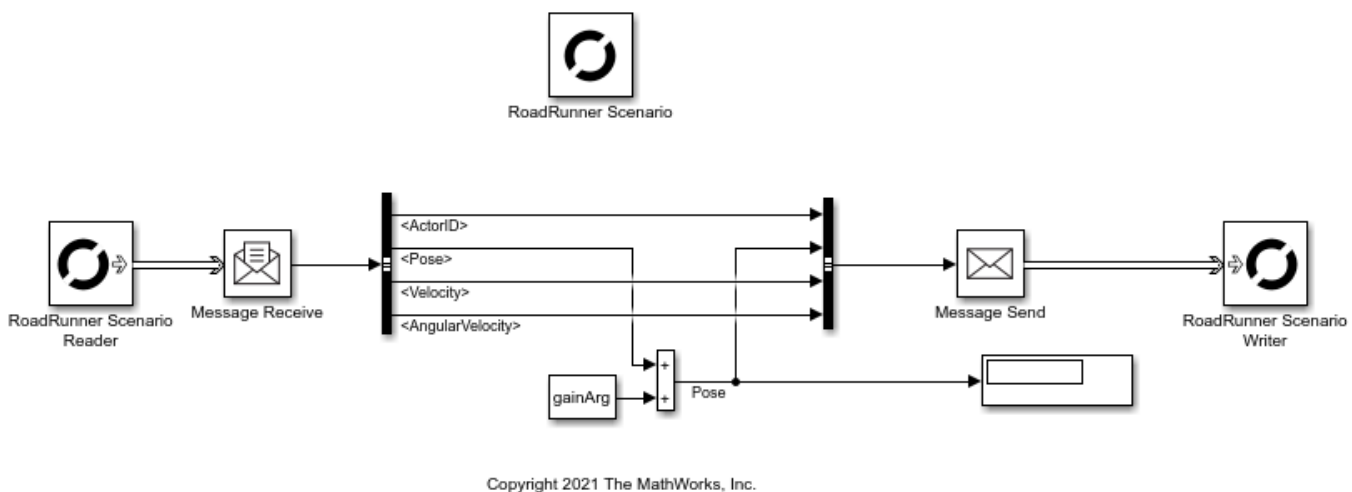 RoadRunner Scenario
<ActorID>
<Pose>
<Velocity>
<AngularVelocity>
RoadRunner Scenario
Reader
Message Receive
Message Send
RoadRunner Scenario
Writer
gainArg
+
+
Pose
Copyright 2021 The MathWorks, Inc.